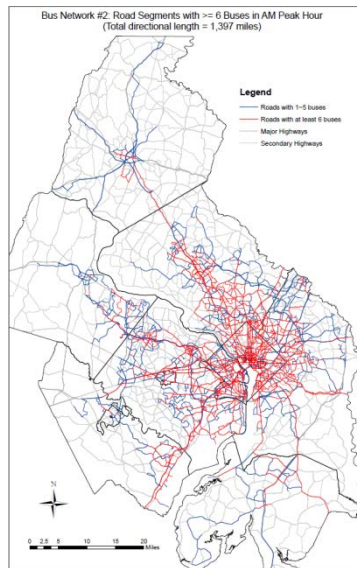 Bus Network #2: Road Segments with >= 6 Buses in AM Peak Hour
(Total directional length = 1,397 miles)
Legend
Roads with 1~5 buses
Roads with at least 6 buses
Major Highways
Secondary Highways
N
0 2.5 5 10 15 20
Miles